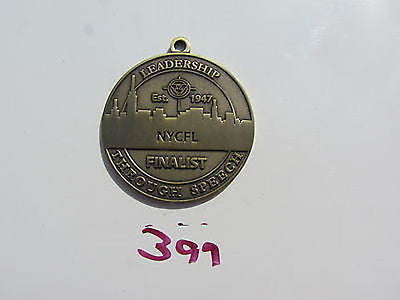 LEADERSHIP
Est. 1947
NYCFL
FINALIST
THROUGH SPEECH
399